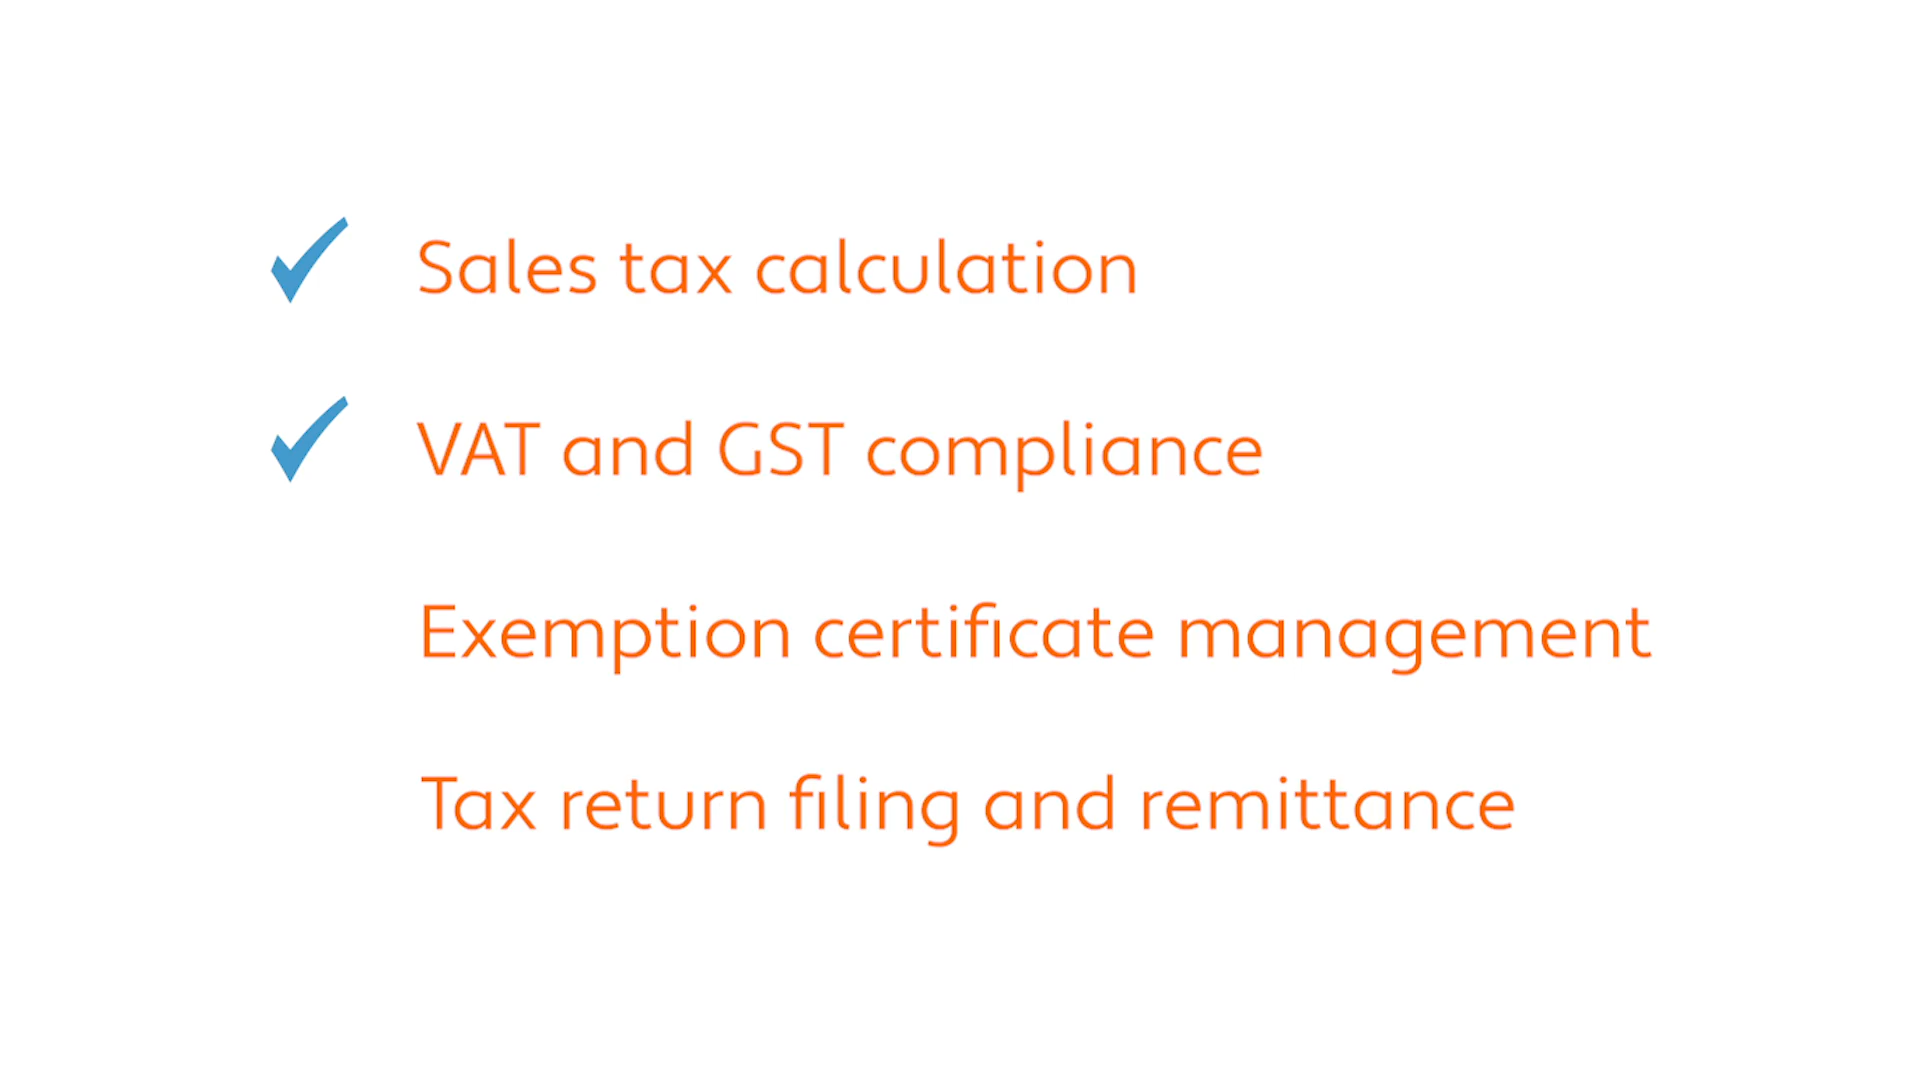 Sales tax calculation
VAT and GST compliance
Exemption certificate management
Tax return filing and remittance